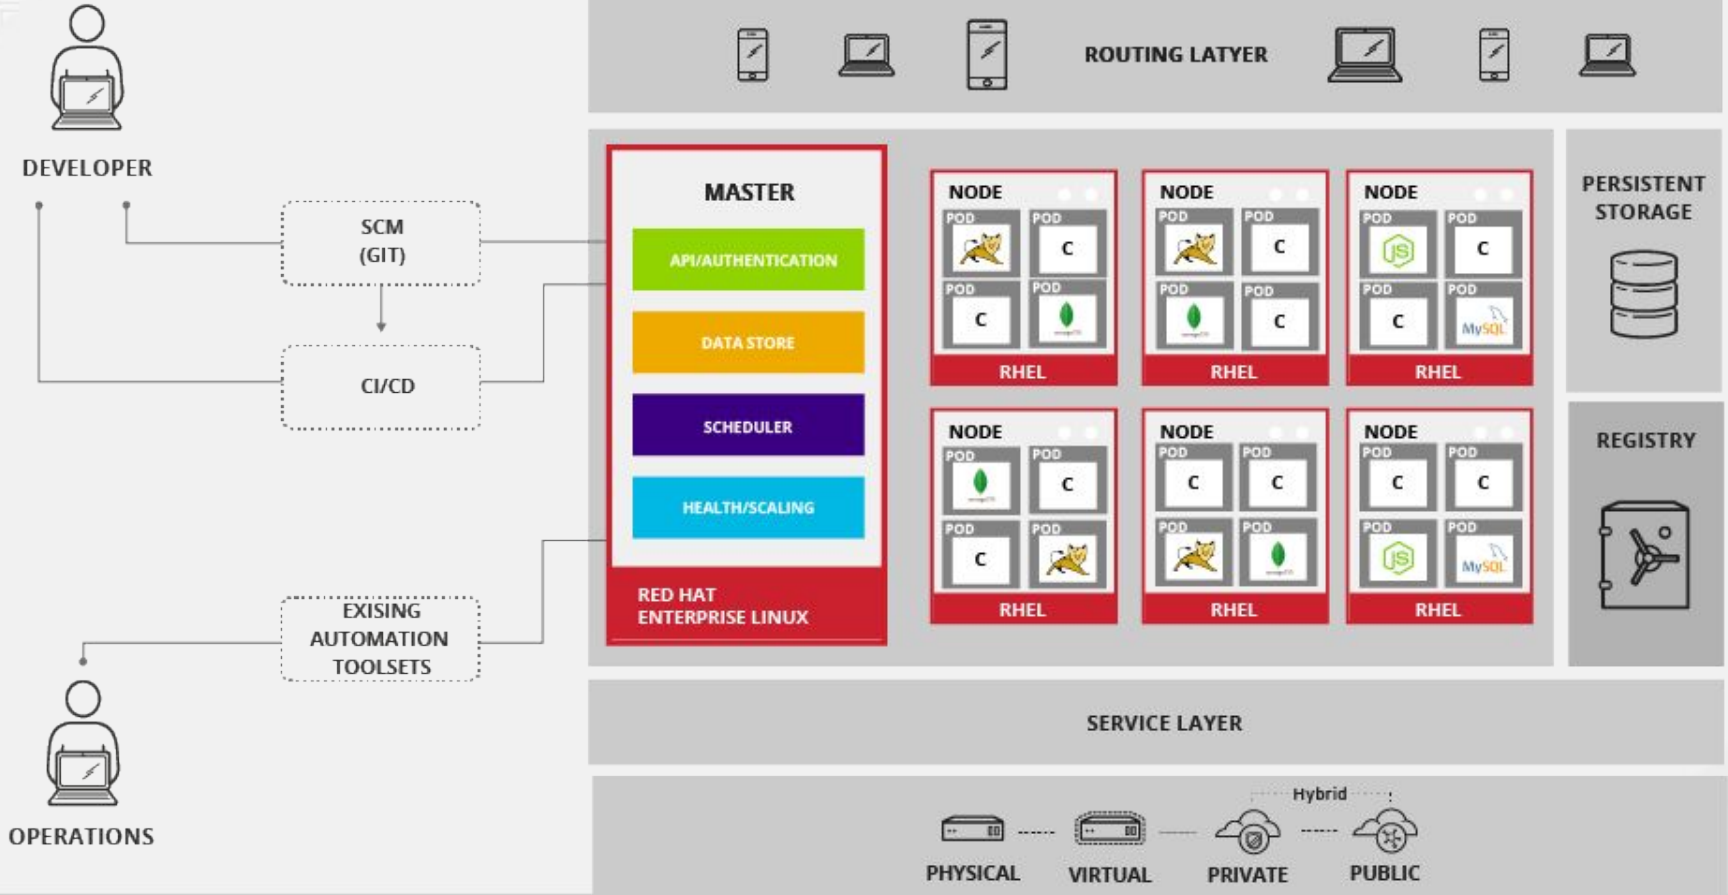 ROUTING LATYER
DEVELOPER
SCM
(GIT)
CI/CD
EXISING
AUTOMATION
TOOLSETS
OPERATIONS
MASTER
API/AUTHENTICATION
DATA STORE
SCHEDULER
HEALTH/SCALING
RED HAT
ENTERPRISE LINUX
NODE
POD
POD
C
POD
C
POD
RHEL
NODE
POD
POD
C
POD
POD
C
RHEL
NODE
POD
JS
POD
C
POD
C
POD
MySQL
RHEL
NODE
POD
POD
C
POD
C
POD
RHEL
NODE
POD
C
POD
C
POD
POD
RHEL
NODE
POD
C
POD
C
POD
JS
POD
MySQL
RHEL
PERSISTENT
STORAGE
REGISTRY
SERVICE LAYER
Hybrid
PHYSICAL
VIRTUAL
PRIVATE
PUBLIC